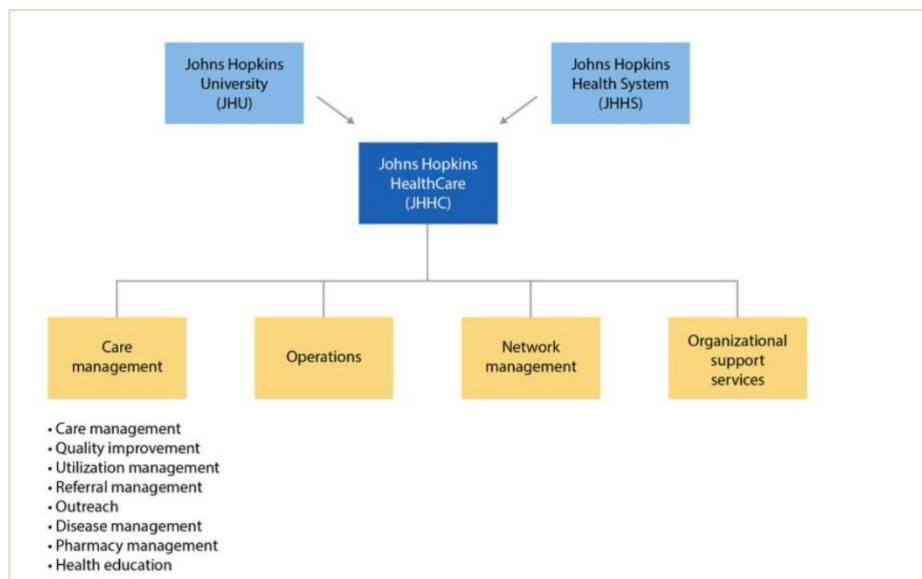 Johns Hopkins
University
(JHU)
Johns Hopkins
Health System
(JHHS)
Johns Hopkins
HealthCare
(JHHC)
Care
management
Operations
Network
management
Organizational
support
services
• Care management
• Quality improvement
• Utilization management
• Referral management
• Outreach
• Disease management
• Pharmacy management
• Health education